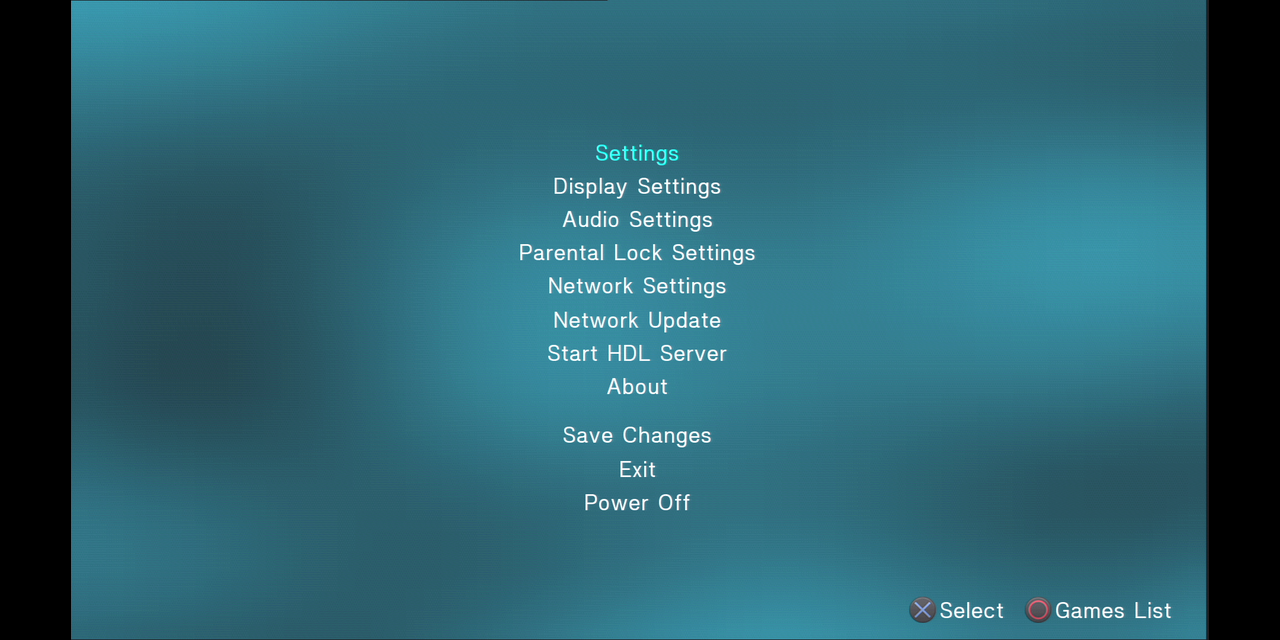 Settings
Display Settings
Audio Settings
Parental Lock Settings
Network Settings
Network Update
Start HDL Server
About
Save Changes
Exit
Power Off
Select Games List